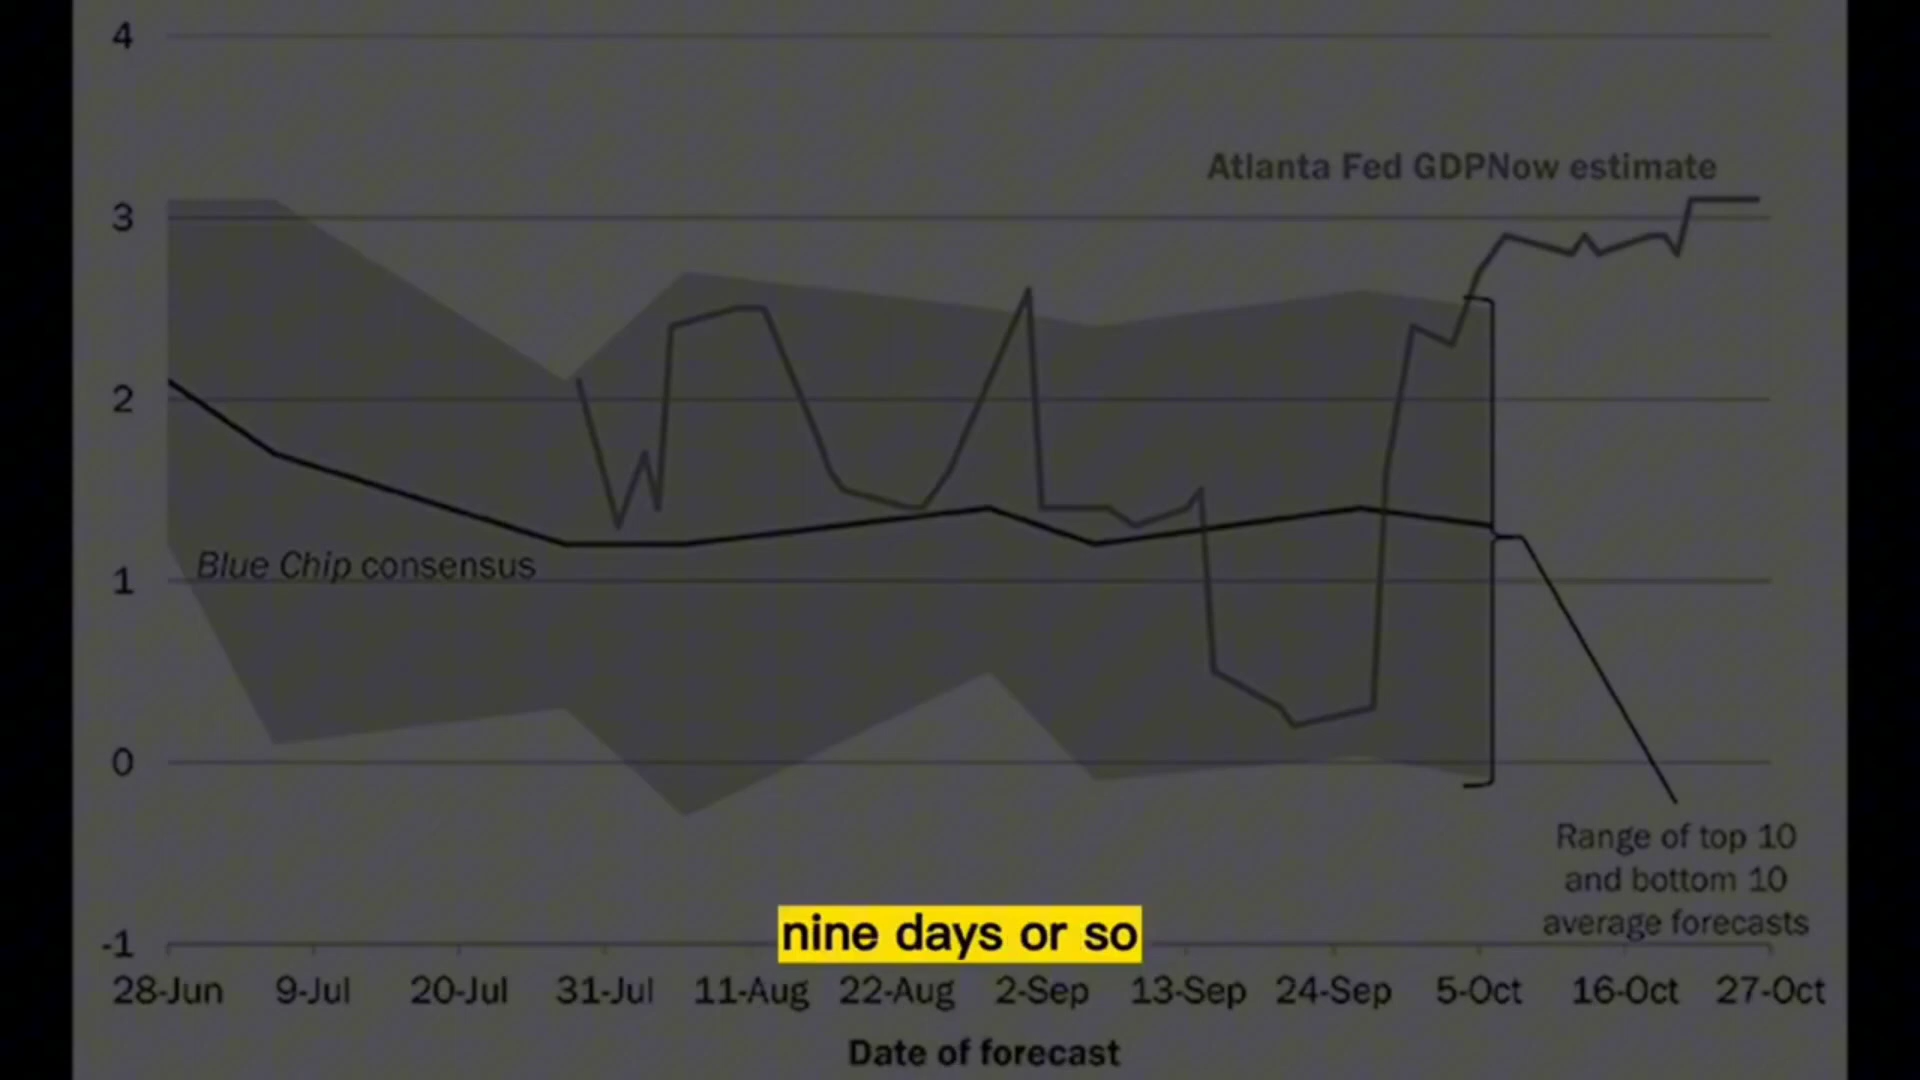 4
Atlanta Fed GDPNow estimate
3
2
Blue Chip consensus
1
0
Range of top 10
and bottom 10
average forecasts
-1
nine days or so
28-Jun 9-Jul 20-Jul 31-Jul 11-Aug 22-Aug 2-Sep 13-Sep 24-Sep 5-Oct 16-Oct 27-Oct
Date of forecast